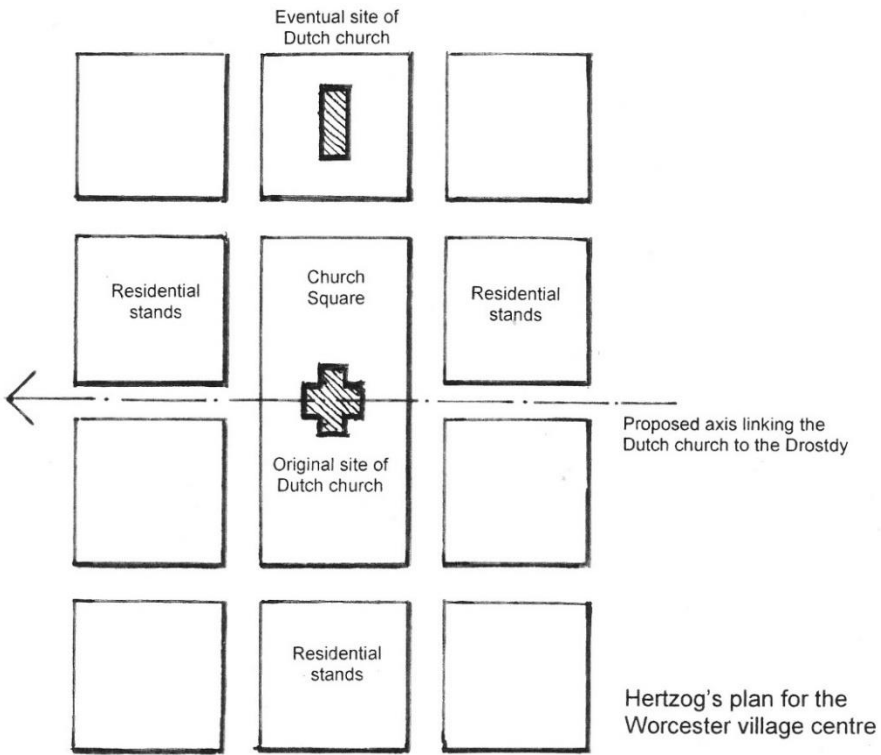 Eventual site of
Dutch church
Residential
stands
Church
Square
Residential
stands
Proposed axis linking the
Dutch church to the Drostdy
Original site of
Dutch church
Residential
stands
Hertzog's plan for the
Worcester village centre